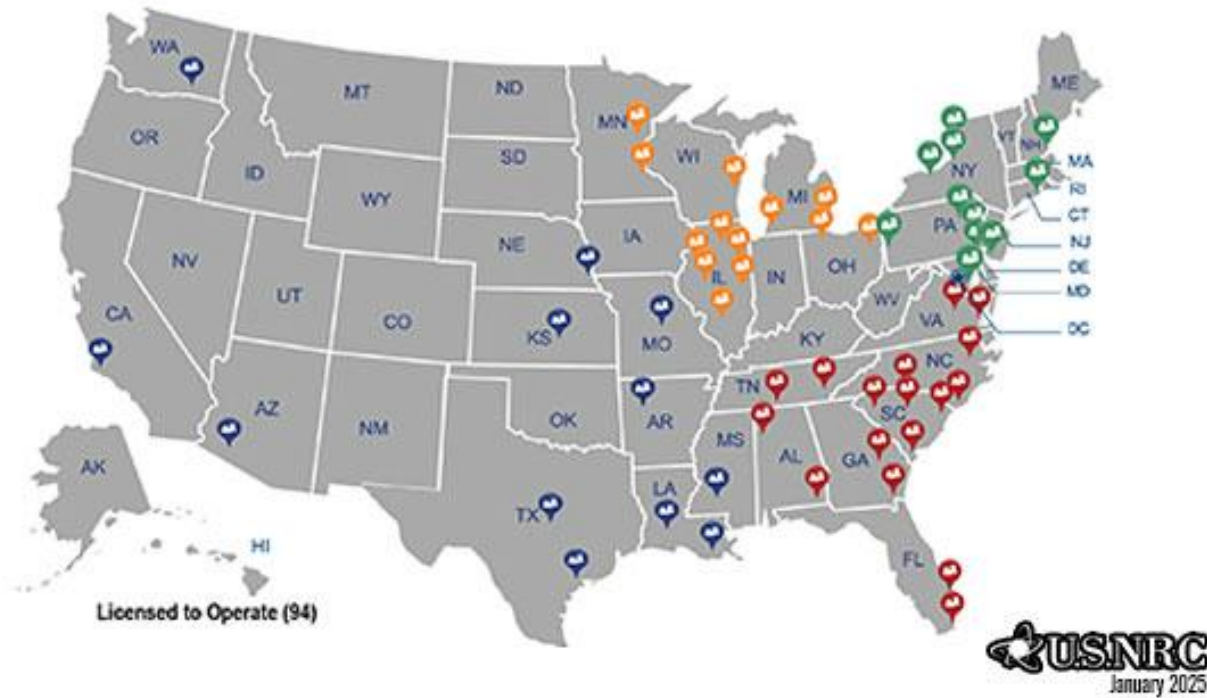 WA
MT
ND
MN
OR
ID
SD
WI
MI
WY
NE
IA
NV
UT
CO
CA
KS
MO
IL
IN
OH
PA
NY
VT
NH
ME
MA
RI
CT
NJ
DE
MD
DC
WV
VA
KY
AZ
NM
OK
AR
TN
NC
SC
MS
AL
GA
LA
TX
FL
AK
HI
Licensed to Operate (94)
U.S.NRC
January 2025